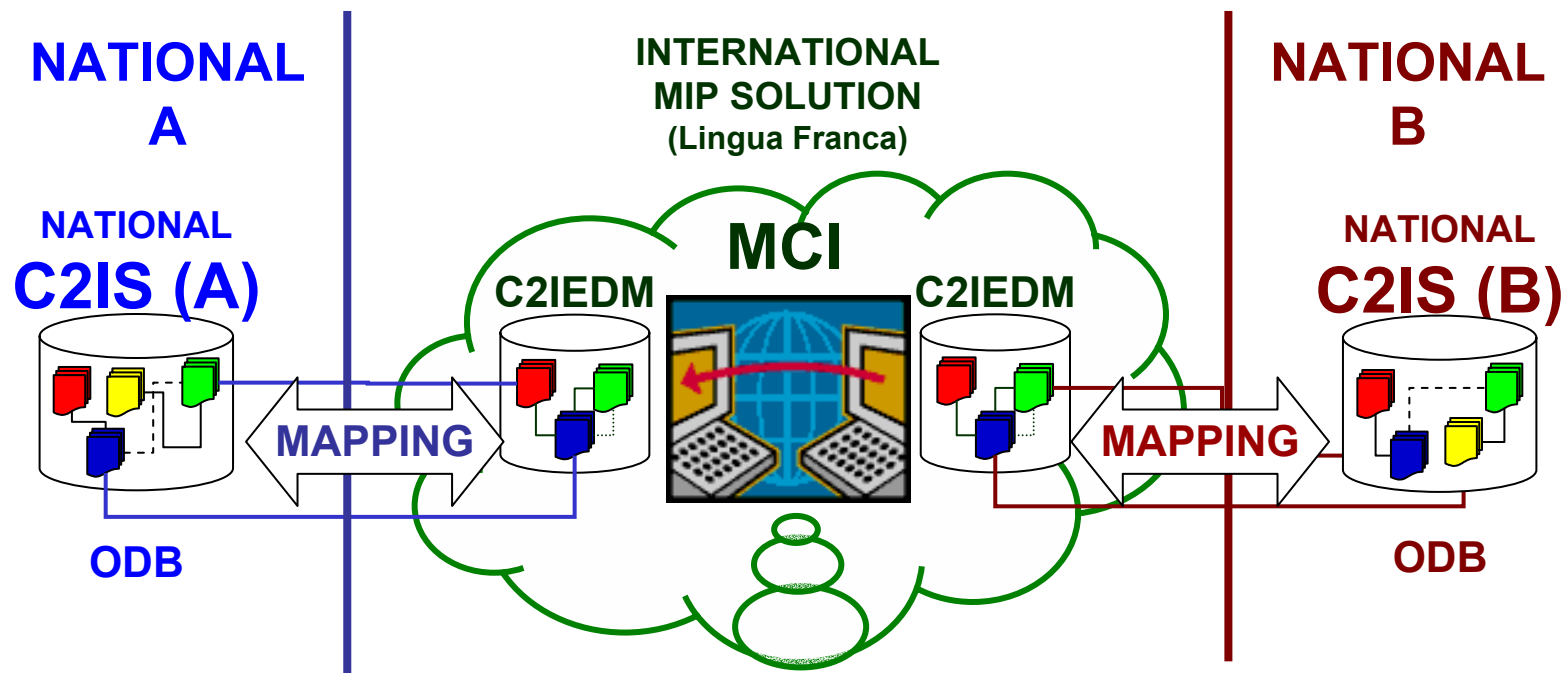 NATIONAL
A
NATIONAL
C2IS (A)
MAPPING
ODB
INTERNATIONAL
MIP SOLUTION
(Lingua Franca)
MCI
C2IEDM
C2IEDM
NATIONAL
B
NATIONAL
C2IS (B)
MAPPING
ODB